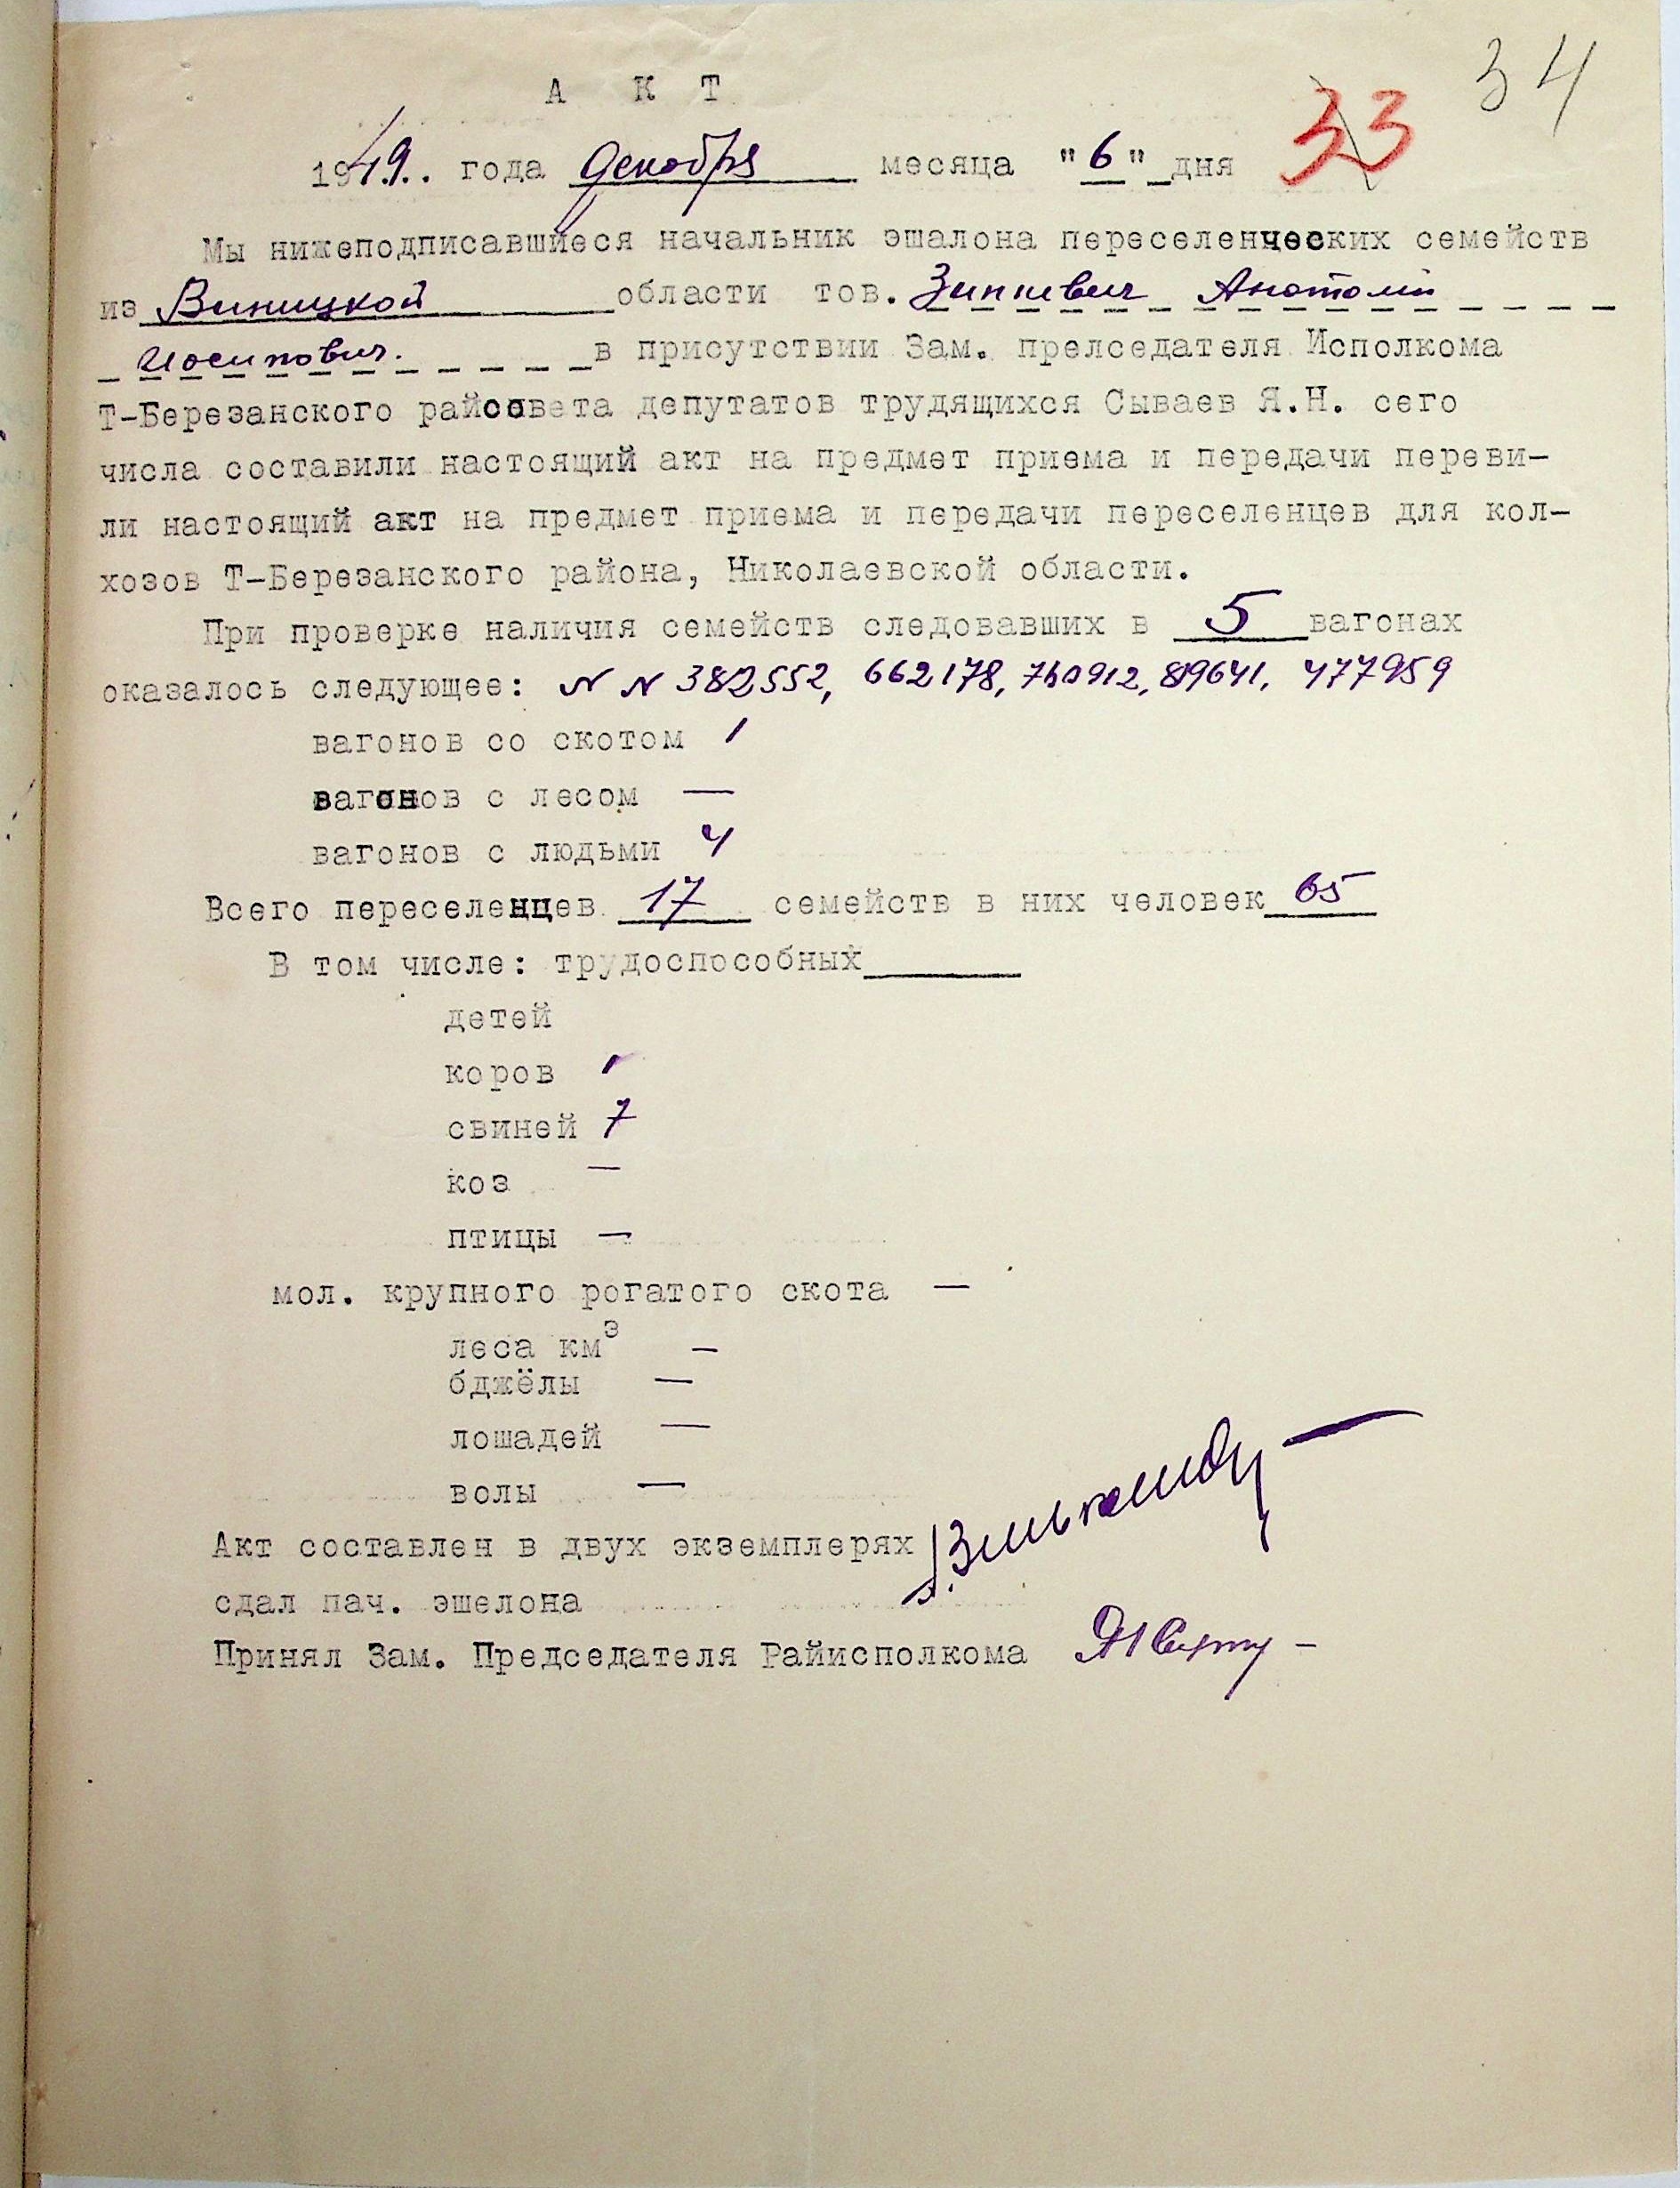 34
33
А К Т
1949.. года Декабря месяца "6" дня
Мы нижеподписавшиеся начальник эшалона переселенческих семейств
из Виницкой области тов. Анатолий
Иосипович. в присутствии Зам. прелседателя Исполкома
Т-Березанского райсовета депутатов трудящихся Сываев Я.Н. сего
числа составили настоящий акт на предмет приема и передачи переви-
ли настоящий акт на предмет приема и передачи переселенцев для кол-
хозов Т-Березанского района, Николаевской области.
При проверке наличия семейств следовавших в 5 вагонах
оказалось следующее: N N 382552, 662178, 89641, 477959
вагонов со скотом 1
вагонов с лесом —
вагонов с людьми 4
Всего переселенцев 17 семейств в них человек 65
В том числе: трудоспособных
детей
коров
свиней 7
коз —
птицы —
мол. крупного рогатого скота —
леса км3 —
бджёлы —
лошадей —
волы —
Акт составлен в двух экземплерях
сдал нач. эшелона
Принял Зам. Председателя Райисполкома